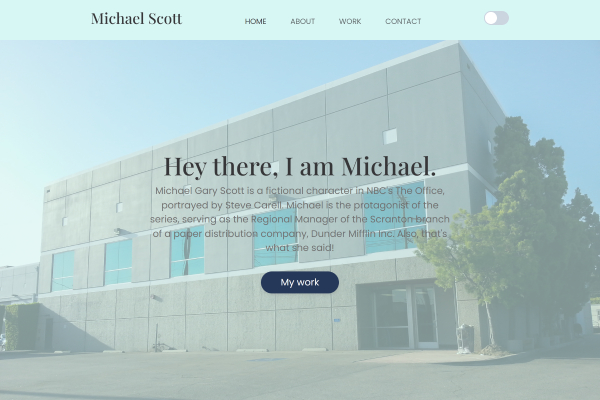 Michael Scott
HOME ABOUT WORK CONTACT
Hey there, I am Michael.
Michael Gary Scott is a fictional character in NBC's The Office,
portrayed by Steve Carell. Michael is the protagonist of the
series, serving as the Regional Manager of the Scranton branch
of a paper distribution company, Dunder Mifflin Inc. Also, that's
what she said!
My work